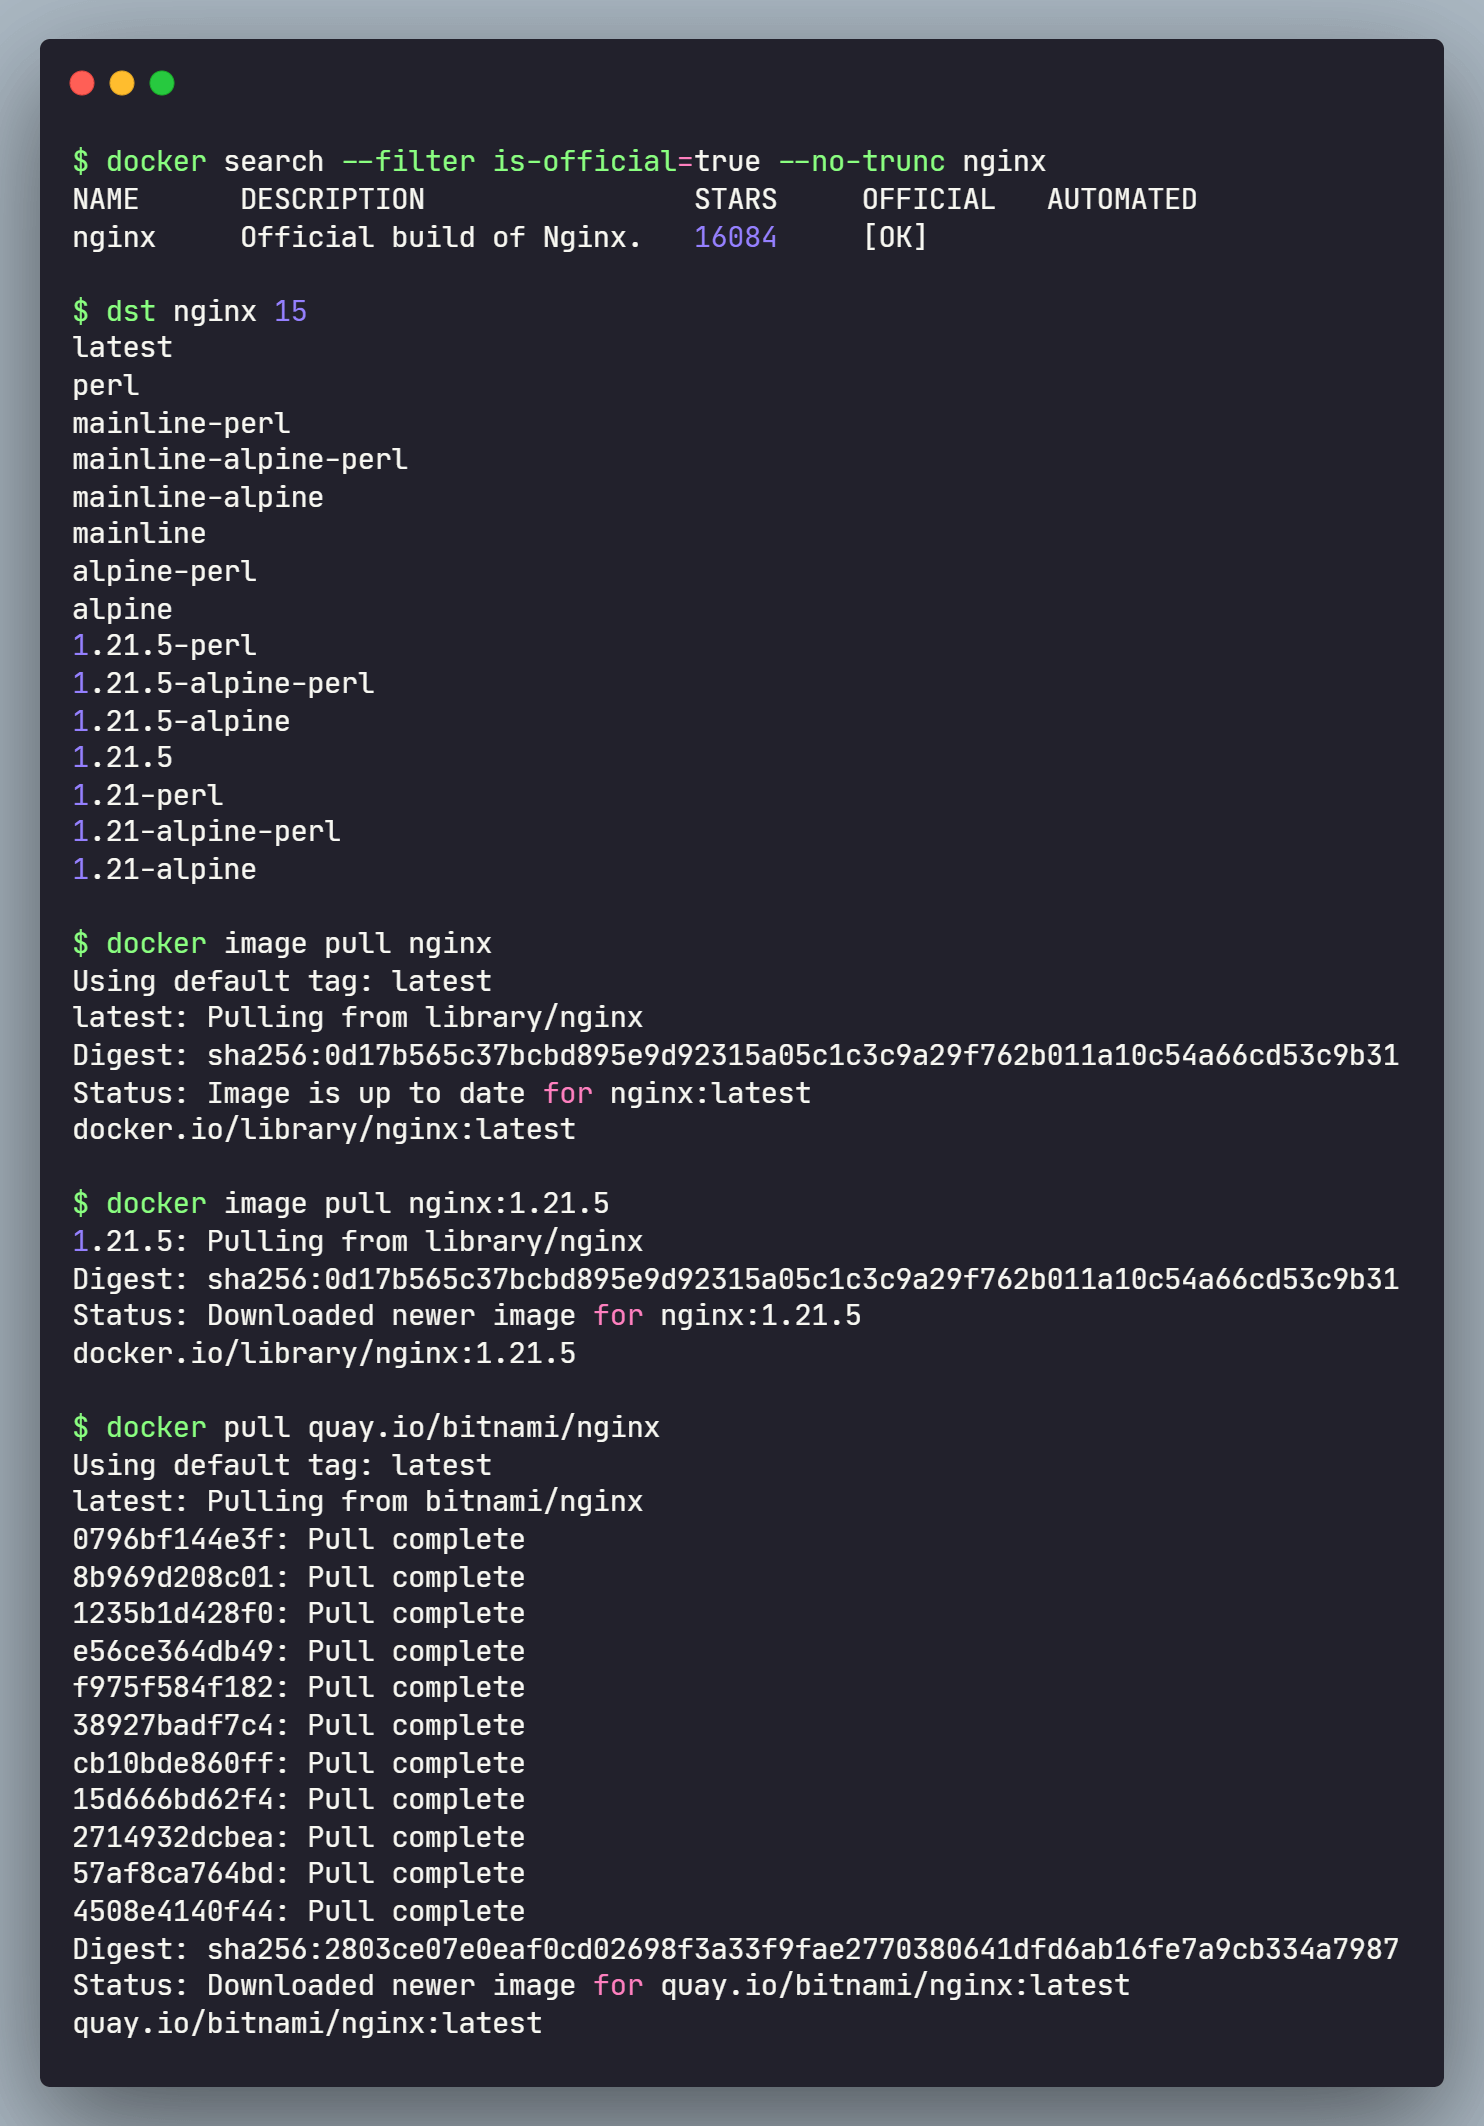 $ docker search --filter is-official=true --no-trunc nginx
NAME      DESCRIPTION                STARS     OFFICIAL   AUTOMATED
nginx     Official build of Nginx.   16084     [OK]
$ dst nginx 15
latest
perl
mainline-perl
mainline-alpine-perl
mainline-alpine
mainline
alpine-perl
alpine
1.21.5-perl
1.21.5-alpine-perl
1.21.5-alpine
1.21.5
1.21-perl
1.21-alpine-perl
1.21-alpine
$ docker image pull nginx
Using default tag: latest
latest: Pulling from library/nginx
Digest: sha256:0d17b565c37bcbd895e9d92315a05c1c3c9a29f762b011a10c54a66cd53c9b31
Status: Image is up to date for nginx:latest
docker.io/library/nginx:latest
$ docker image pull nginx:1.21.5
1.21.5: Pulling from library/nginx
Digest: sha256:0d17b565c37bcbd895e9d92315a05c1c3c9a29f762b011a10c54a66cd53c9b31
Status: Downloaded newer image for nginx:1.21.5
docker.io/library/nginx:1.21.5
$ docker pull quay.io/bitnami/nginx
Using default tag: latest
latest: Pulling from bitnami/nginx
0796bf144e3f: Pull complete
8b969d208c01: Pull complete
1235b1d428f0: Pull complete
e56ce364db49: Pull complete
f975f584f182: Pull complete
38927badf7c4: Pull complete
cb10bde860ff: Pull complete
15d666bd62f4: Pull complete
2714932dcbea: Pull complete
57af8ca764bd: Pull complete
4508e4140f44: Pull complete
Digest: sha256:2803ce07e0eaf0cd02698f3a33f9fae2770380641dfd6ab16fe7a9cb334a7987
Status: Downloaded newer image for quay.io/bitnami/nginx:latest
quay.io/bitnami/nginx:latest